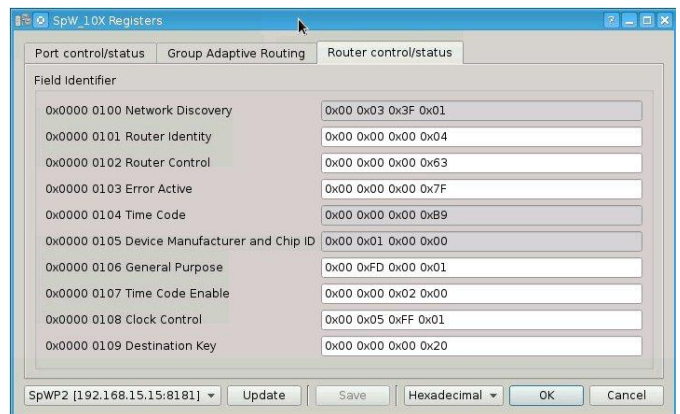 SpW_10X Registers
Port control/status Group Adaptive Routing Router control/status
Field Identifier
0x0000 0100 Network Discovery 0x00 0x03 0x3F 0x01
0x0000 0101 Router Identity 0x00 0x00 0x00 0x04
0x0000 0102 Router Control 0x00 0x00 0x00 0x63
0x0000 0103 Error Active 0x00 0x00 0x00 0x7F
0x0000 0104 Time Code 0x00 0x00 0x00 0xB9
0x0000 0105 Device Manufacturer and Chip ID 0x00 0x01 0x00 0x00
0x0000 0106 General Purpose 0x00 0xFD 0x00 0x01
0x0000 0107 Time Code Enable 0x00 0x00 0x02 0x00
0x0000 0108 Clock Control 0x00 0x05 0xFF 0x01
0x0000 0109 Destination Key 0x00 0x00 0x00 0x20
SpWP2 [192.168.15.15:8181] Update Save Hexadecimal OK Cancel